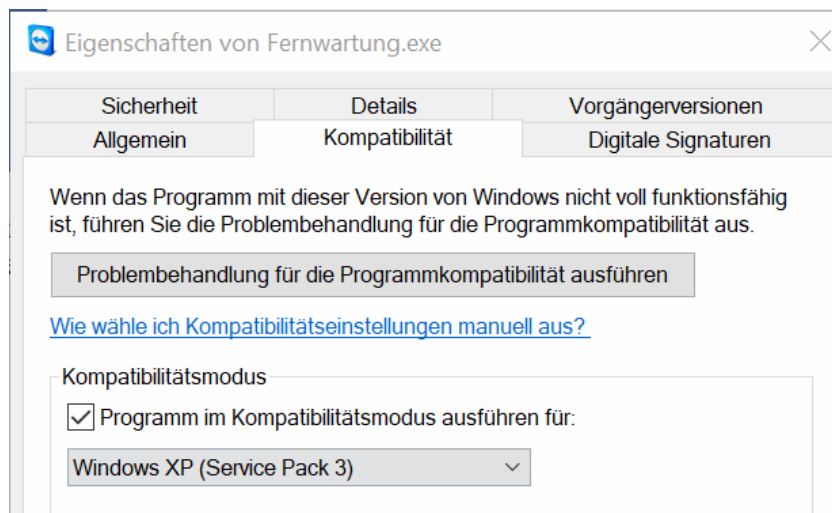 Eigenschaften von Fernwartung.exe
Sicherheit
Details
Vorgängerversionen
Allgemein
Kompatibilität
Digitale Signaturen
Wenn das Programm mit dieser Version von Windows nicht voll funktionsfähig
ist, führen Sie die Problembehandlung für die Programmkompatibilität aus.
Problembehandlung für die Programmkompatibilität ausführen
Wie wähle ich Kompatibilitätseinstellungen manuell aus?
Kompatibilitätsmodus
Programm im Kompatibilitätsmodus ausführen für:
Windows XP (Service Pack 3)